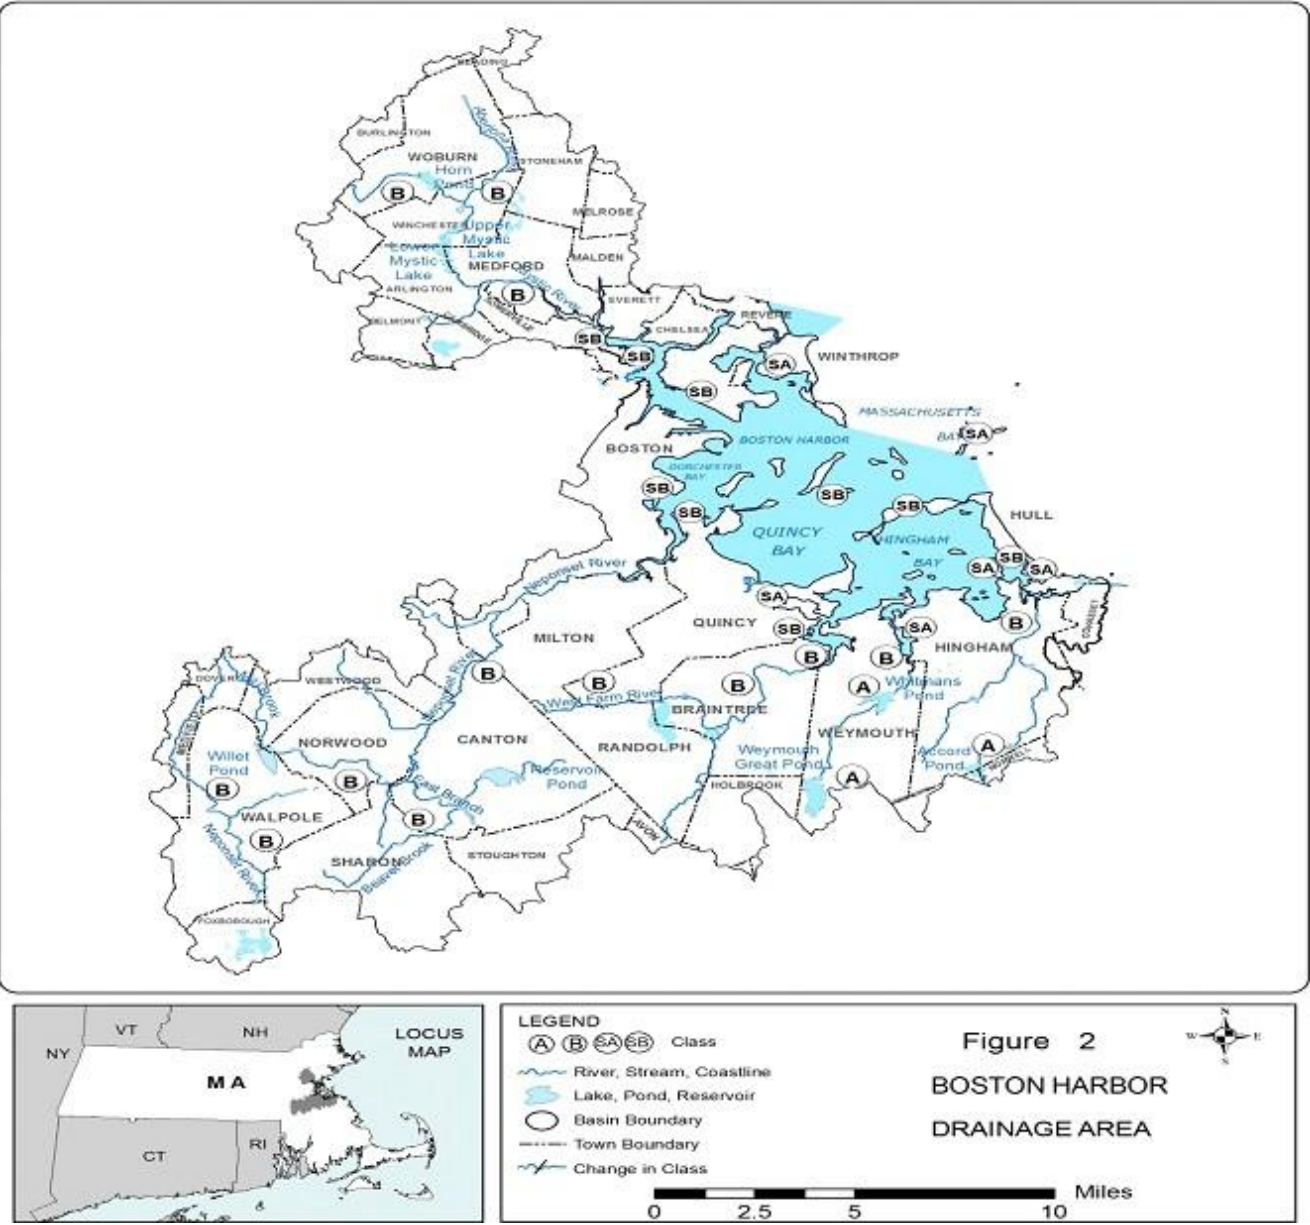 READING
BURLINGTON
WOBURN
Horn
Pond
STONEHAM
B
B
MELROSE
WINCHESTER
Upper
Mystic
Lake
Lower
Mystic
Lake
MEDFORD
MALDEN
ARLINGTON
Mystic River
B
EVERETT
BELMONT
SOMERVILLE
CHELSEA
REVERE
SB
SB
SA
WINTHROP
SB
MASSACHUSETTS
BAY
SA
BOSTON HARBOR
BOSTON
DORCHESTER
BAY
SB
SB
SB
SB
HULL
QUINCY
BAY
HINGHAM
BAY
SB
SA
SA
Neponset River
SA
QUINCY
SB
SA
B
HINGHAM
MILTON
B
B
B
B
B
A
Whitmans
Pond
DOVER
WESTWOOD
Neponset River
West Farm River
BRAINTREE
NORWOOD
CANTON
RANDOLPH
WEYMOUTH
Weymouth
Great Pond
Accord
Pond
A
Willet
Pond
B
B
Reservoir
Pond
East Branch
HOLBROOK
A
WALPOLE
B
B
AVON
Neponset River
SHARON
Beaver Brook
STOUGHTON
FOXBOROUGH
NY
VT
NH
MA
CT
RI
LOCUS
MAP
LEGEND
A B SA SB Class
River, Stream, Coastline
Lake, Pond, Reservoir
Basin Boundary
Town Boundary
Change in Class
Figure 2
BOSTON HARBOR
DRAINAGE AREA
N
W E
S
Miles
0 2.5 5 10